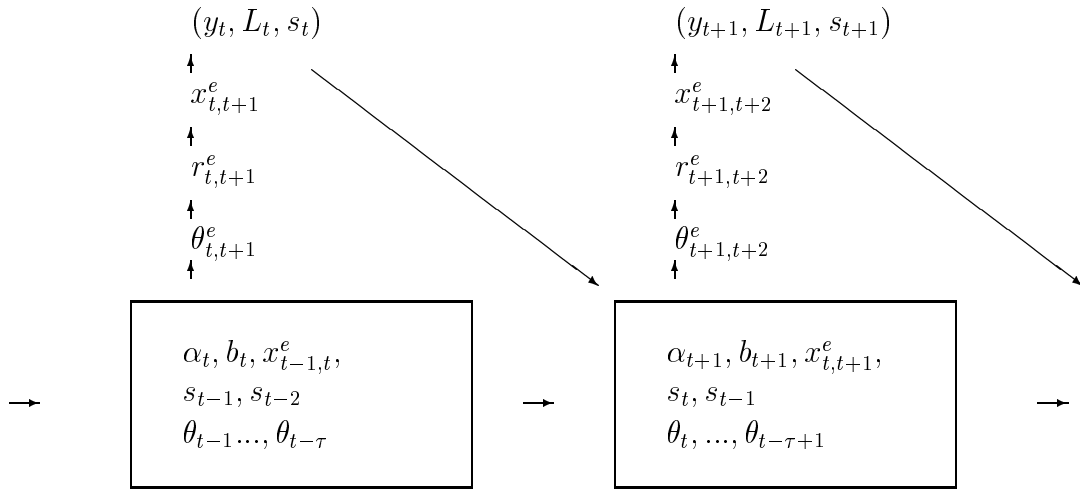 (y_t, L_t, s_t)
x^e_{t,t+1}
r^e_{t,t+1}
θ^e_{t,t+1}
α_t, b_t, x^e_{t−1,t},
s_{t−1}, s_{t−2}
θ_{t−1}..., θ_{t−τ}
(y_{t+1}, L_{t+1}, s_{t+1})
x^e_{t+1,t+2}
r^e_{t+1,t+2}
θ^e_{t+1,t+2}
α_{t+1}, b_{t+1}, x^e_{t,t+1},
s_t, s_{t−1}
θ_t, ..., θ_{t−τ+1}